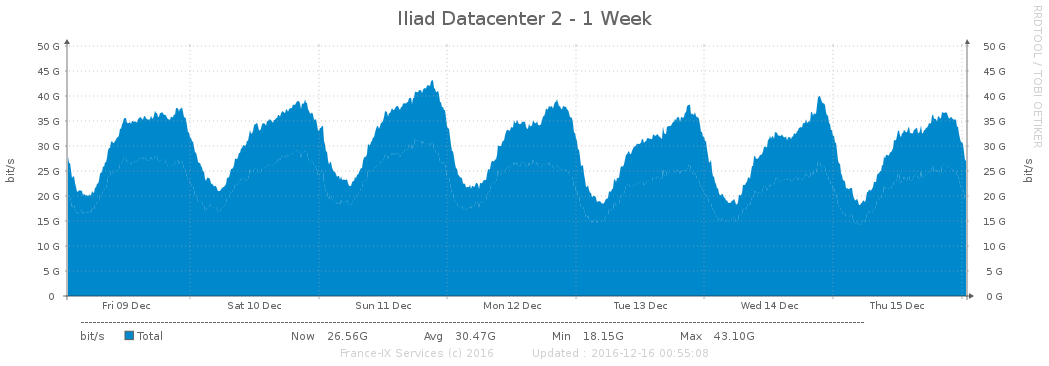 Iliad Datacenter 2 - 1 Week
RRDTOOL / TOBI OETIKER
bit/s
50 G 50 G
45 G 45 G
40 G 40 G
35 G 35 G
30 G 30 G
25 G 25 G
20 G 20 G
15 G 15 G
10 G 10 G
5 G 5 G
0 0 G
bit/s
Fri 09 Dec Sat 10 Dec Sun 11 Dec Mon 12 Dec Tue 13 Dec Wed 14 Dec Thu 15 Dec
bit/s Total Now 26.56G Avg 30.47G Min 18.15G Max 43.10G
France-IX Services (c) 2016 Updated : 2016-12-16 00:55:08